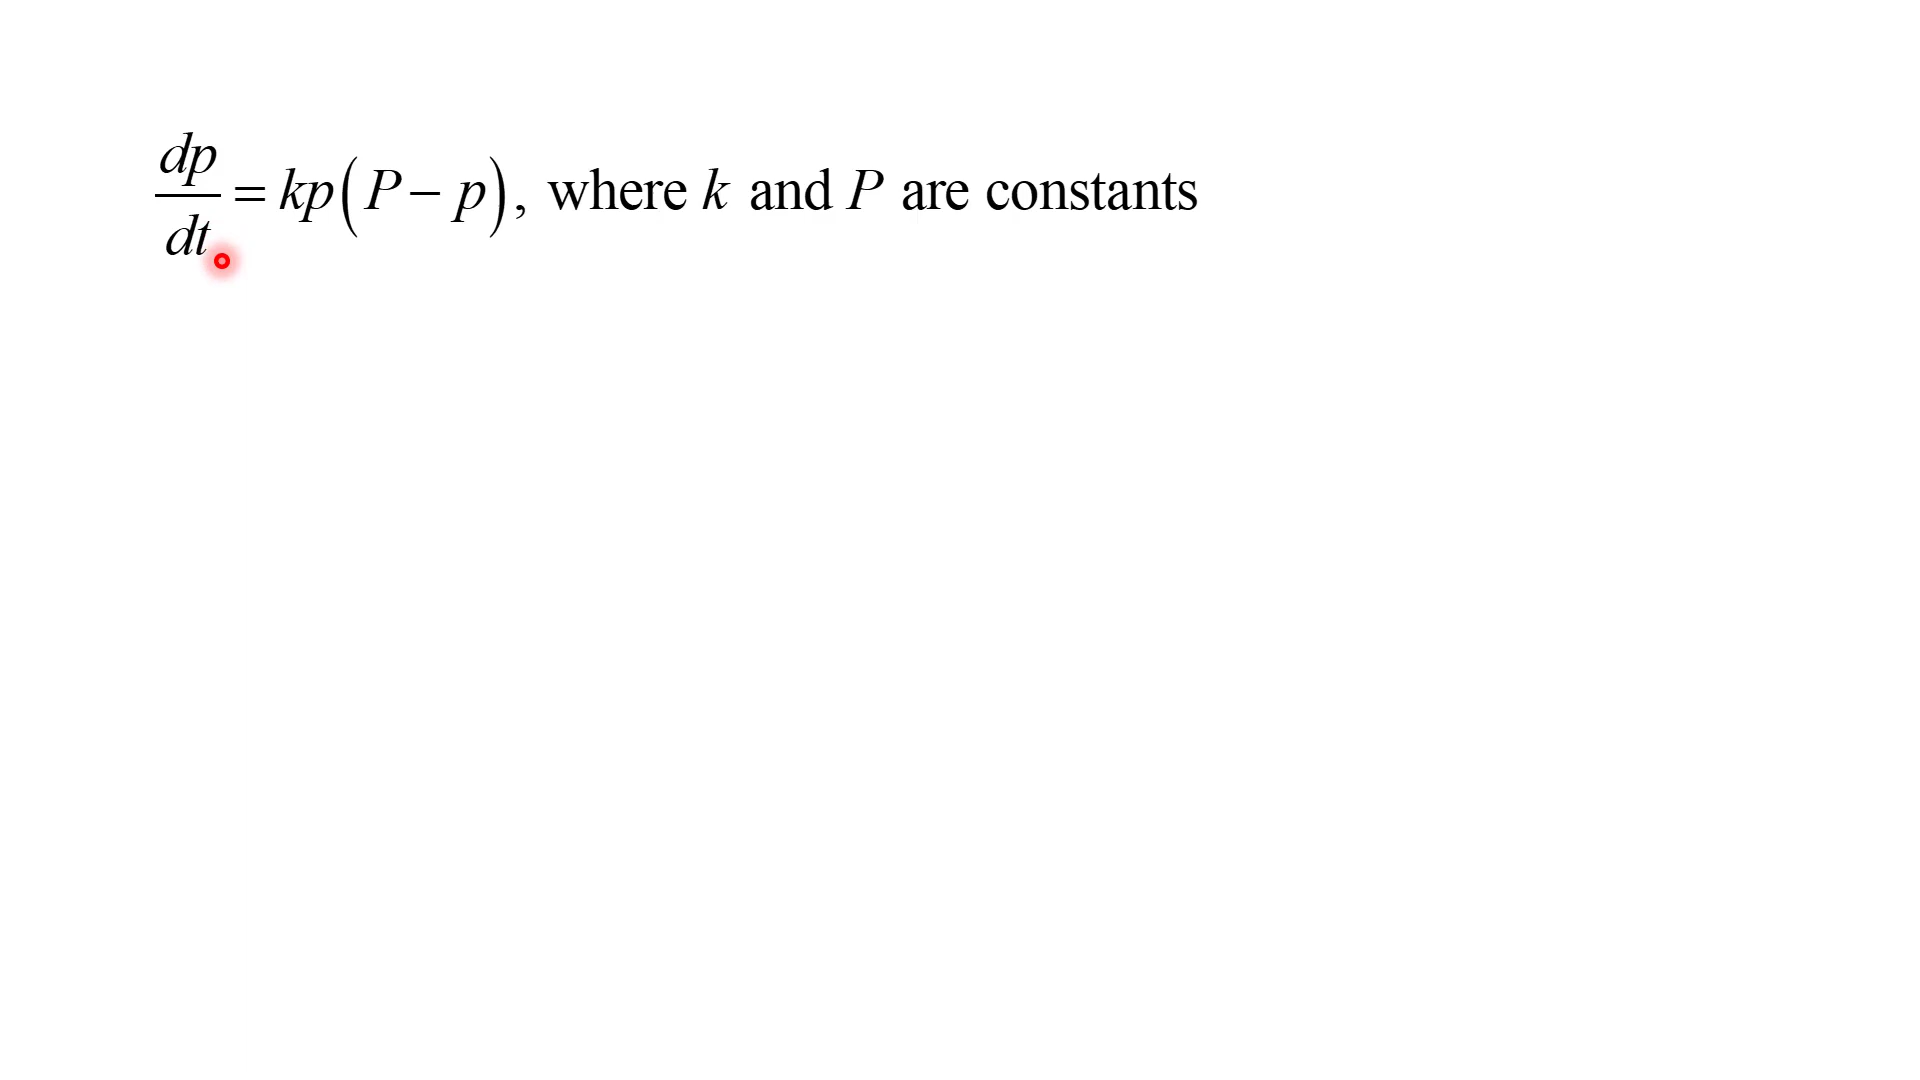 dp/dt = kp(P − p), where k and P are constants